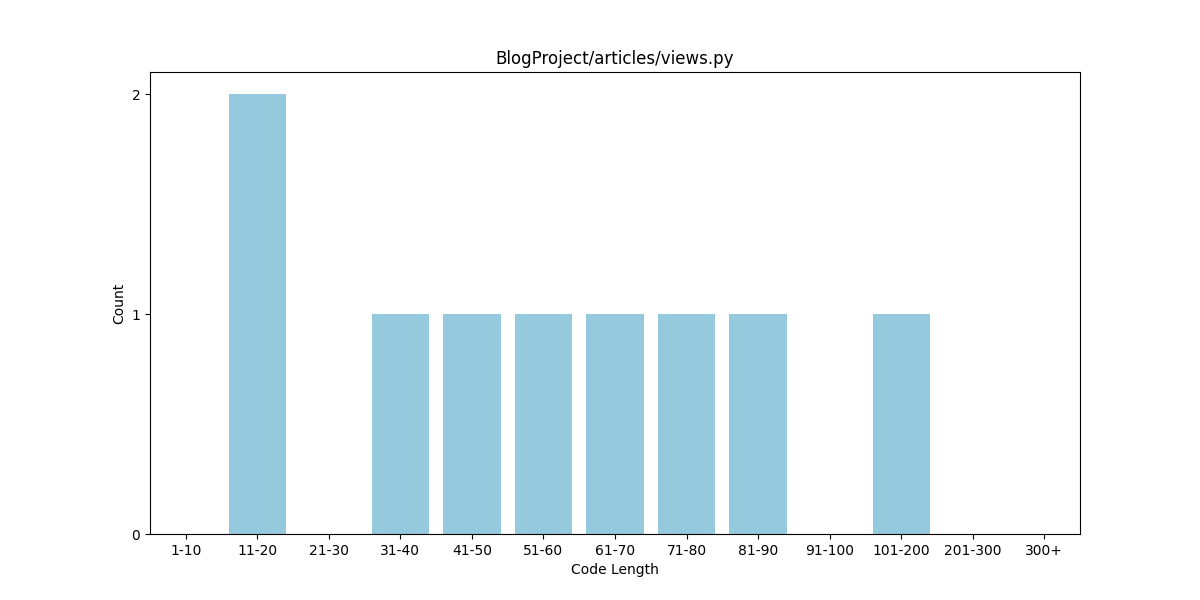 BlogProject/articles/views.py
2
1
0
Count
1-10 11-20 21-30 31-40 41-50 51-60 61-70 71-80 81-90 91-100 101-200 201-300 300+
Code Length